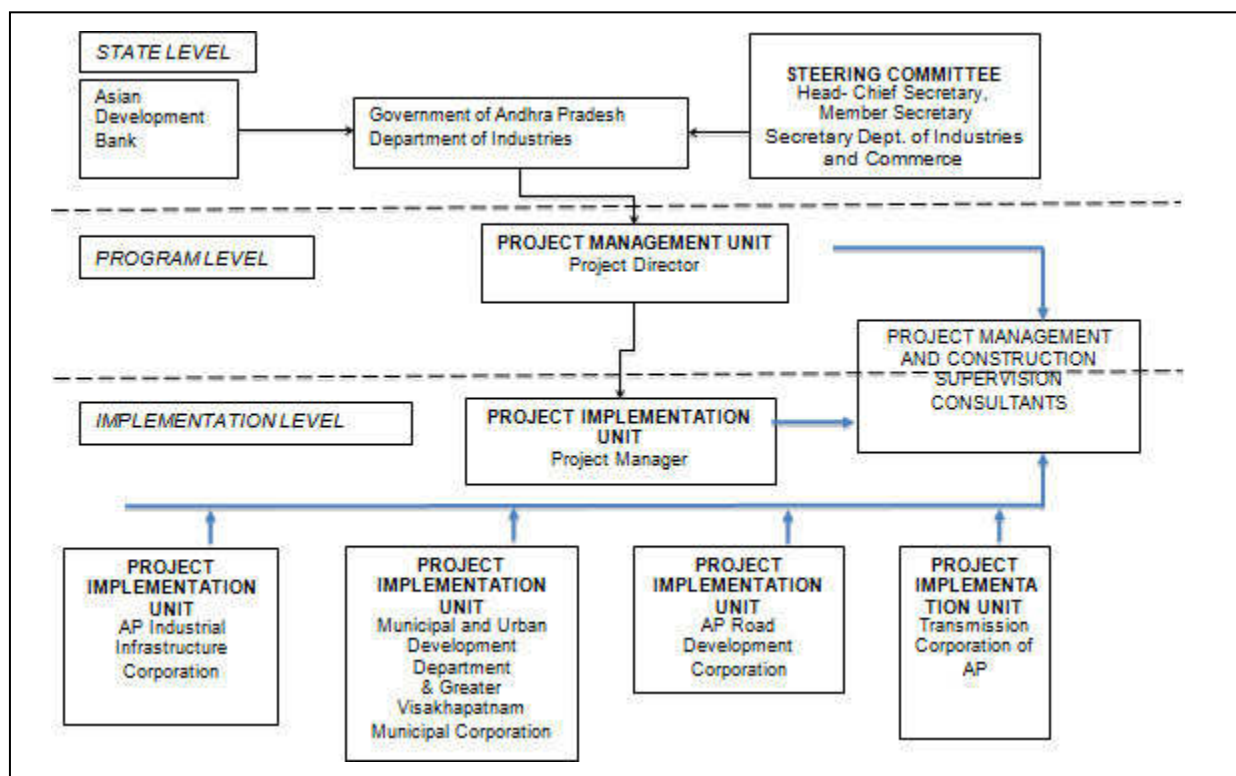 STATE LEVEL
Asian
Development
Bank
Government of Andhra Pradesh
Department of Industries
STEERING COMMITTEE
Head- Chief Secretary,
Member Secretary
Secretary Dept. of Industries
and Commerce
PROGRAM LEVEL
PROJECT MANAGEMENT UNIT
Project Director
PROJECT MANAGEMENT
AND CONSTRUCTION
SUPERVISION
CONSULTANTS
IMPLEMENTATION LEVEL
PROJECT IMPLEMENTATION
UNIT
Project Manager
PROJECT
IMPLEMENTATION
UNIT
AP Industrial
Infrastructure
Corporation
PROJECT
IMPLEMENTATION
UNIT
Municipal and Urban
Development
Department
& Greater
Visakhapatnam
Municipal Corporation
PROJECT
IMPLEMENTATION
UNIT
AP Road
Development
Corporation
PROJECT
IMPLEMENTA
TION UNIT
Transmission
Corporation of
AP